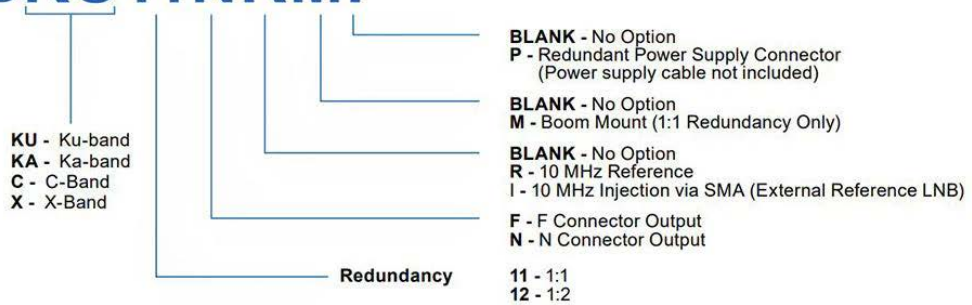 BLANK - No Option
P - Redundant Power Supply Connector
(Power supply cable not included)
BLANK - No Option
M - Boom Mount (1:1 Redundancy Only)
KU - Ku-band
KA - Ka-band
C - C-Band
X - X-Band
BLANK - No Option
R - 10 MHz Reference
I - 10 MHz Injection via SMA (External Reference LNB)
F - F Connector Output
N - N Connector Output
Redundancy
11 - 1:1
12 - 1:2